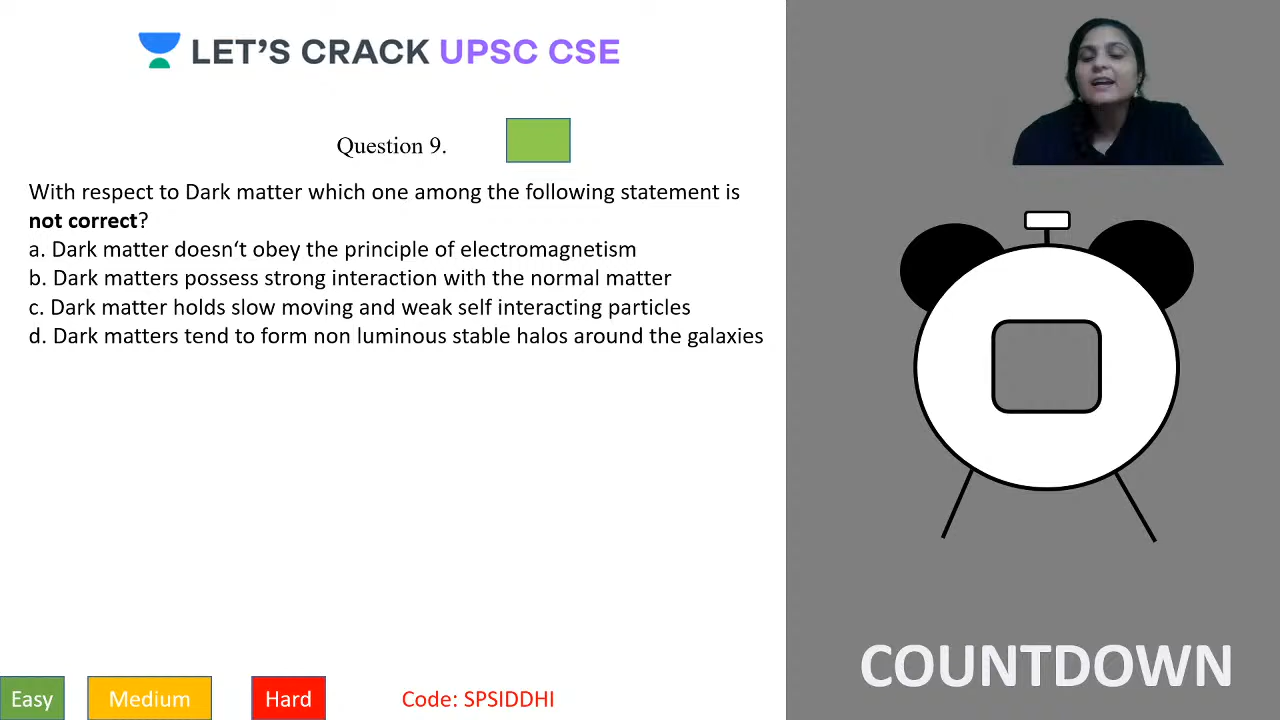 LET'S CRACK UPSC CSE
Question 9.
With respect to Dark matter which one among the following statement is
not correct?
a. Dark matter doesn‘t obey the principle of electromagnetism
b. Dark matters possess strong interaction with the normal matter
c. Dark matter holds slow moving and weak self interacting particles
d. Dark matters tend to form non luminous stable halos around the galaxies
COUNTDOWN
Easy
Medium
Hard
Code: SPSIDDHI